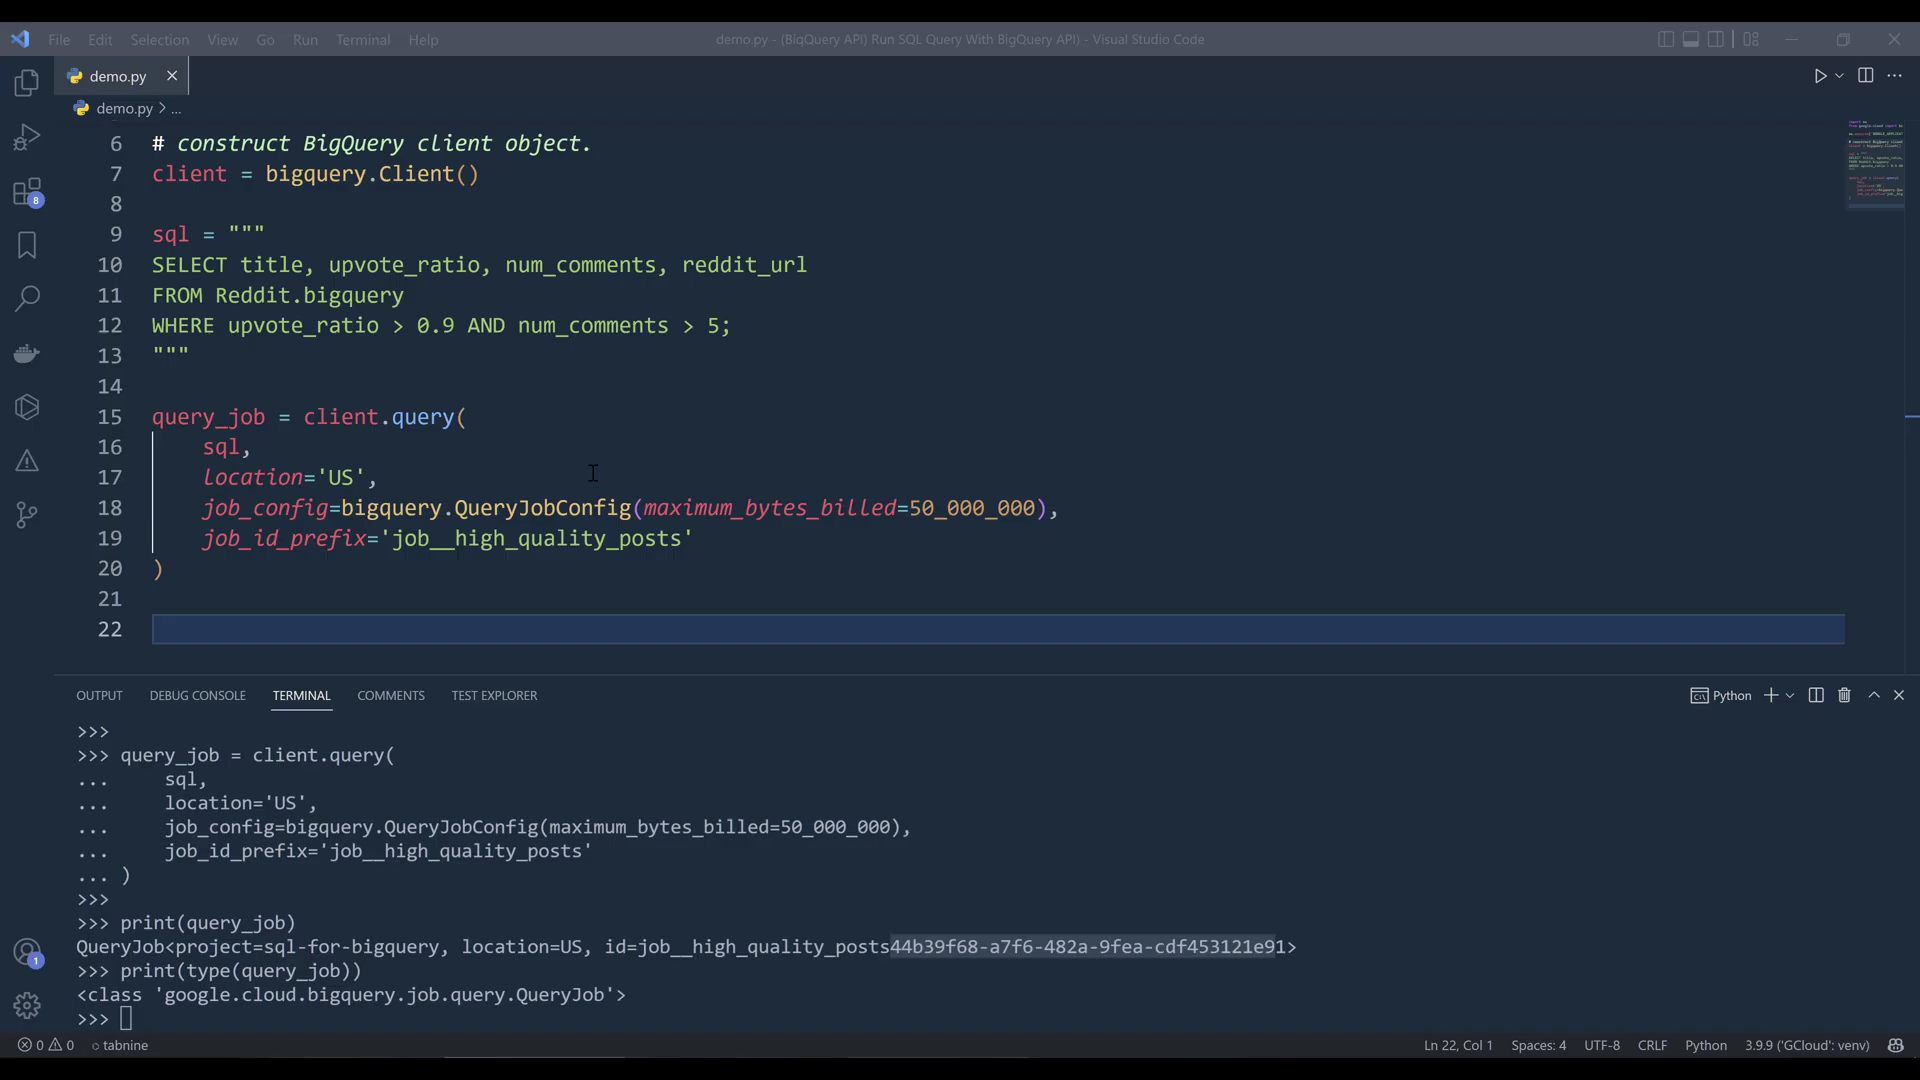 File Edit Selection View Go Run Terminal Help
demo.py - (BiqQuery API) Run SQL Query With BigQuery API) - Visual Studio Code
demo.py
demo.py > ...
6 # construct BigQuery client object.
7 client = bigquery.Client()
8
9 sql = """
10 SELECT title, upvote_ratio, num_comments, reddit_url
11 FROM Reddit.bigquery
12 WHERE upvote_ratio > 0.9 AND num_comments > 5;
13 """
14
15 query_job = client.query(
16 sql,
17 location='US',
18 job_config=bigquery.QueryJobConfig(maximum_bytes_billed=50_000_000),
19 job_id_prefix='job__high_quality_posts'
20 )
21
22
8
OUTPUT DEBUG CONSOLE TERMINAL COMMENTS TEST EXPLORER
Python
>>>
>>> query_job = client.query(
... sql,
... location='US',
... job_config=bigquery.QueryJobConfig(maximum_bytes_billed=50_000_000),
... job_id_prefix='job__high_quality_posts'
... )
>>>
>>> print(query_job)
QueryJob<project=sql-for-bigquery, location=US, id=job__high_quality_posts44b39f68-a7f6-482a-9fea-cdf453121e91>
>>> print(type(query_job))
<class 'google.cloud.bigquery.job.query.QueryJob'>
>>>
1
0 0 tabnine
Ln 22, Col 1 Spaces: 4 UTF-8 CRLF Python 3.9.9 ('GCloud': venv)